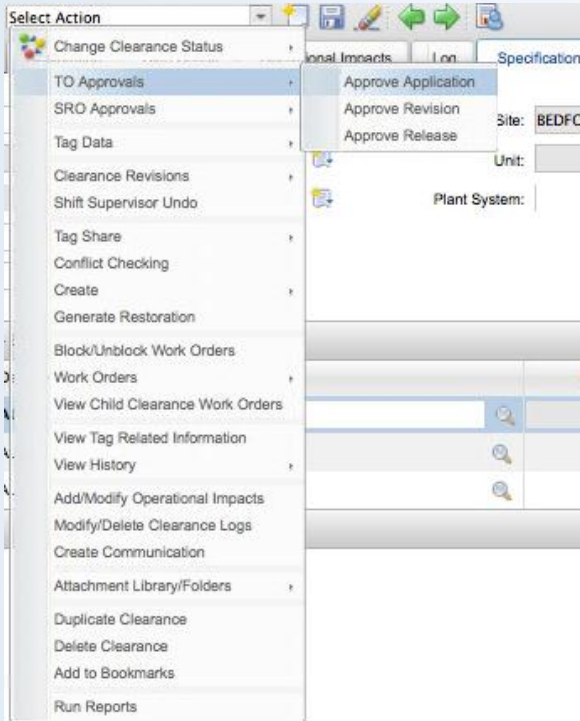 Select Action
Change Clearance Status
Log
Specification
TO Approvals
Approve Application
SRO Approvals
Approve Revision
Site: BEDFO
Tag Data
Approve Release
Unit:
Clearance Revisions
Shift Supervisor Undo
Plant System:
Tag Share
Conflict Checking
Create
Generate Restoration
Block/Unblock Work Orders
Work Orders
View Child Clearance Work Orders
View Tag Related Information
View History
Add/Modify Operational Impacts
Modify/Delete Clearance Logs
Create Communication
Attachment Library/Folders
Duplicate Clearance
Delete Clearance
Add to Bookmarks
Run Reports